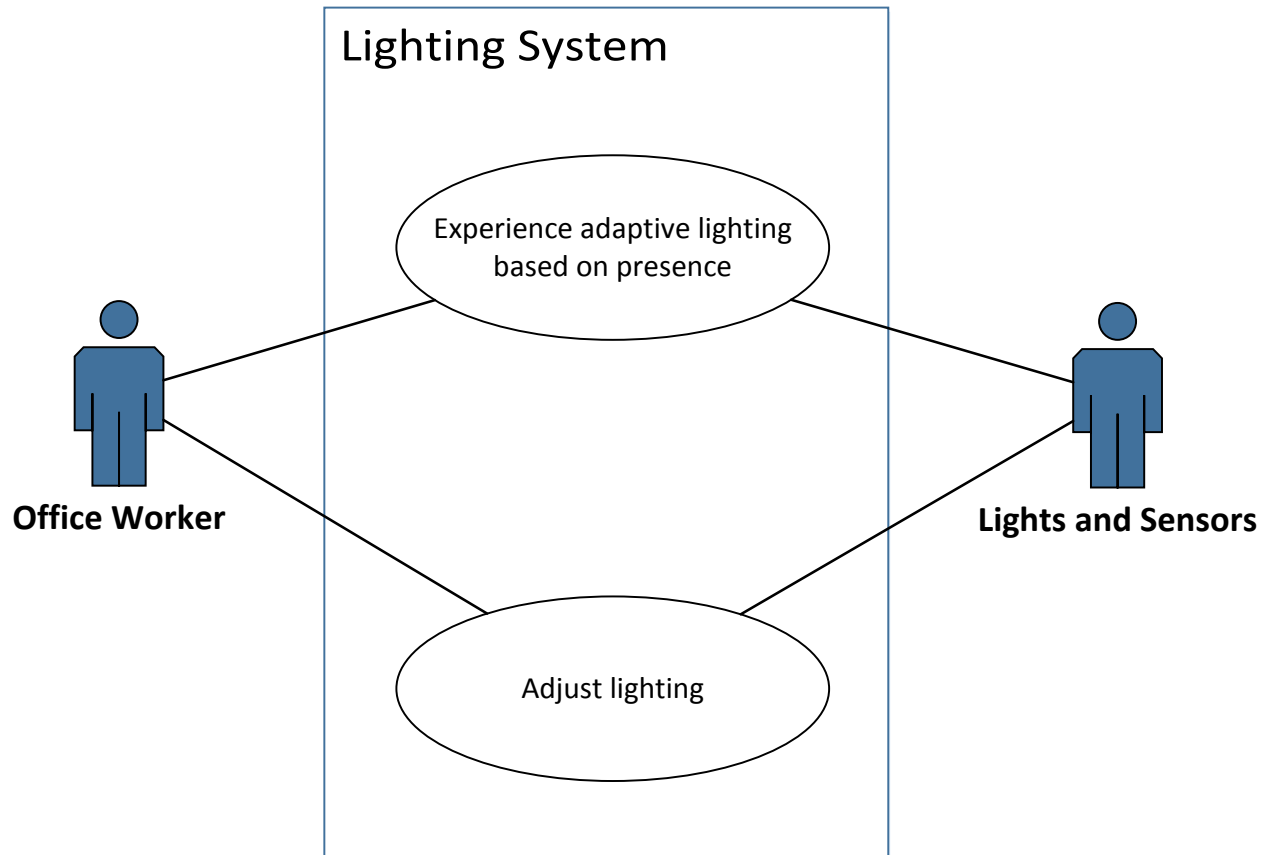 Lighting System
Experience adaptive lighting
based on presence
Office Worker
Lights and Sensors
Adjust lighting